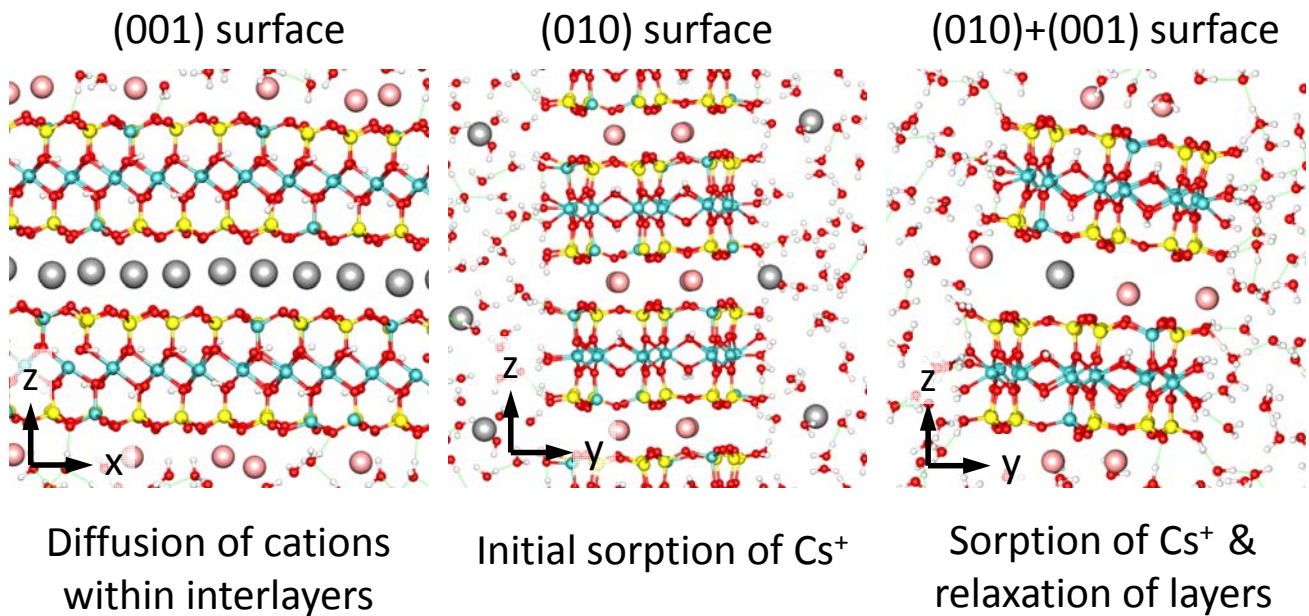 (001) surface
(010) surface
(010)+(001) surface
z
x
z
y
z
y
Diffusion of cations
within interlayers
Initial sorption of Cs⁺
Sorption of Cs⁺ &
relaxation of layers